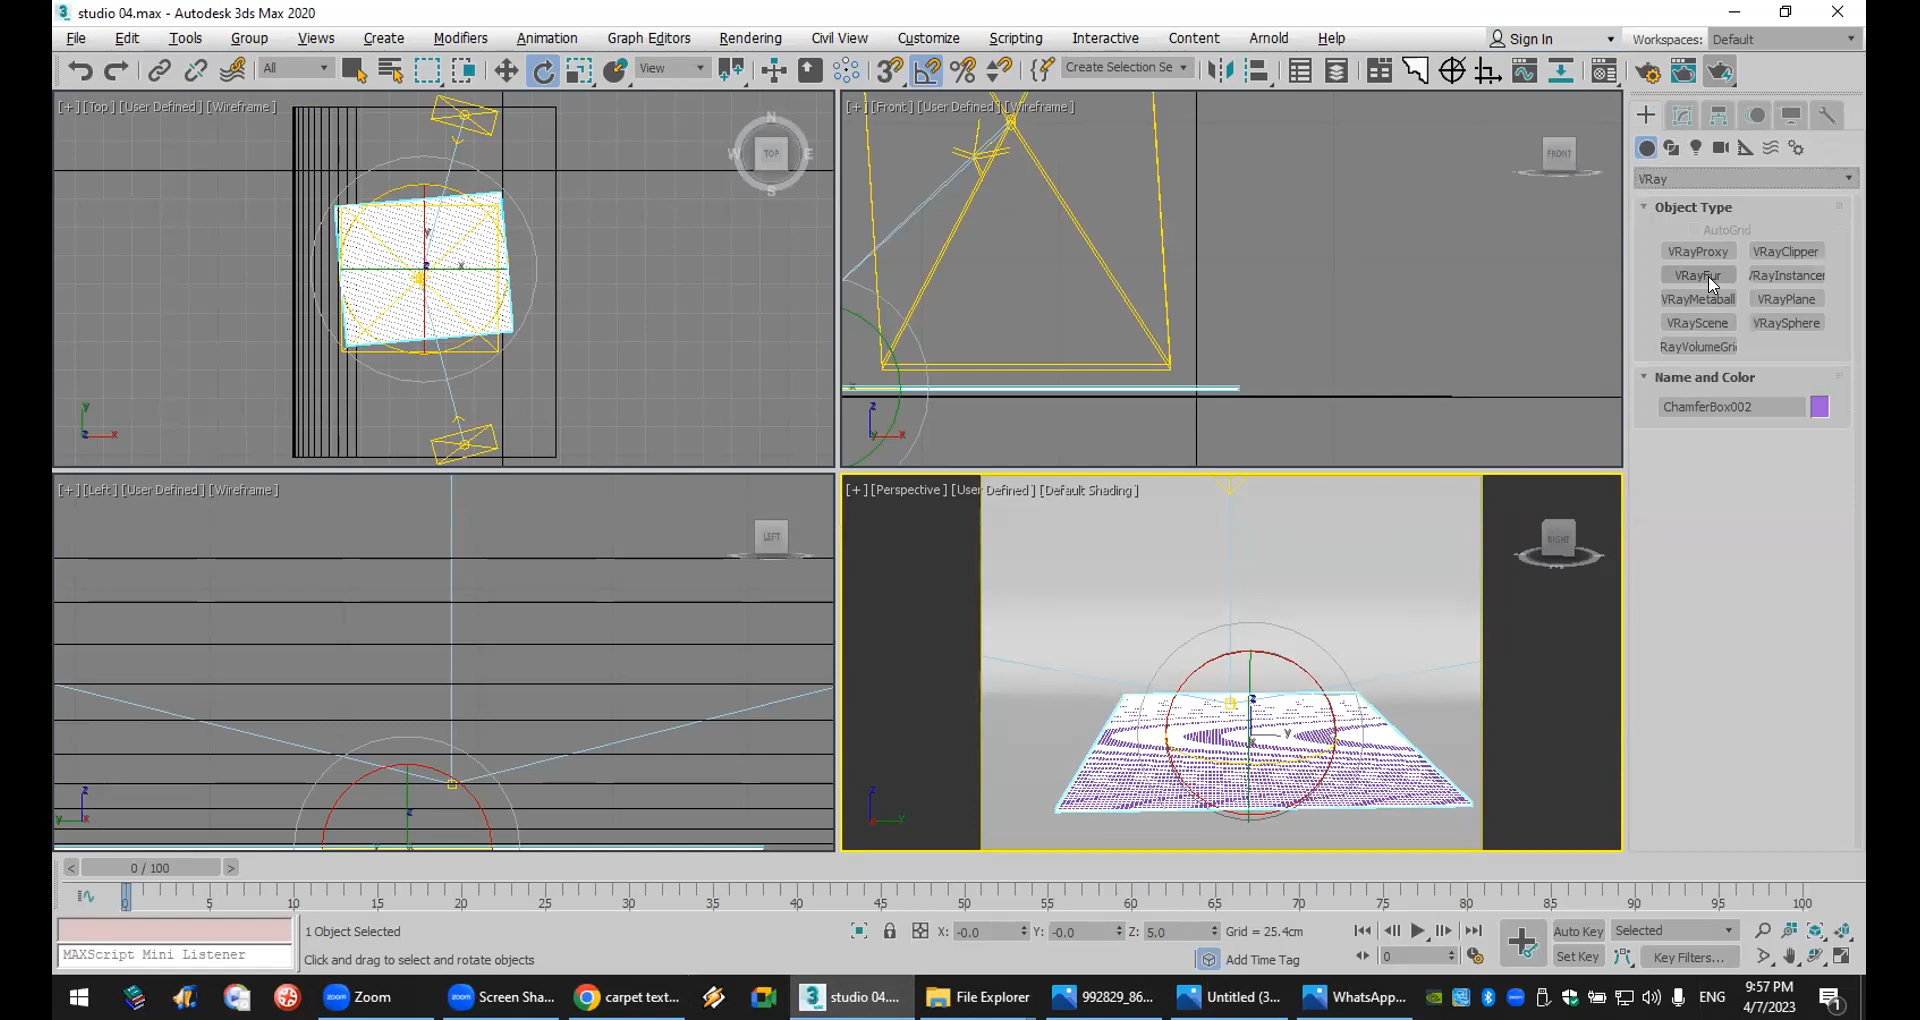 studio 04.max - Autodesk 3ds Max 2020
File Edit Tools Group Views Create Modifiers Animation Graph Editors Rendering Civil View Customize Scripting Interactive Content Arnold Help Sign In Workspaces: Default
All View Create Selection Se
[+] [Top] [User Defined] [Wireframe]
N
W TOP E
S
y
x
y
z x
[+] [Front] [User Defined] [Wireframe]
FRONT
x
z
y x
[+] [Left] [User Defined] [Wireframe]
LEFT
z
z
y x
[+] [Perspective] [User Defined] [Default Shading]
RIGHT
z
y
x
z
x y
VRay
Object Type
AutoGrid
VRayProxy VRayClipper
VRayFur VRayInstancer
VRayMetaball VRayPlane
VRayScene VRaySphere
RayVolumeGri
Name and Color
ChamferBox002
< 0 / 100 >
0 5 10 15 20 25 30 35 40 45 50 55 60 65 70 75 80 85 90 95 100
1 Object Selected X: -0.0 Y: -0.0 Z: 5.0 Grid = 25.4cm Auto Key Selected
MAXScript Mini Listener Click and drag to select and rotate objects Add Time Tag 0 Set Key Key Filters...
Zoom Screen Sha... carpet text... studio 04.... File Explorer 992829_86... Untitled (3... WhatsApp... ENG 9:57 PM
4/7/2023